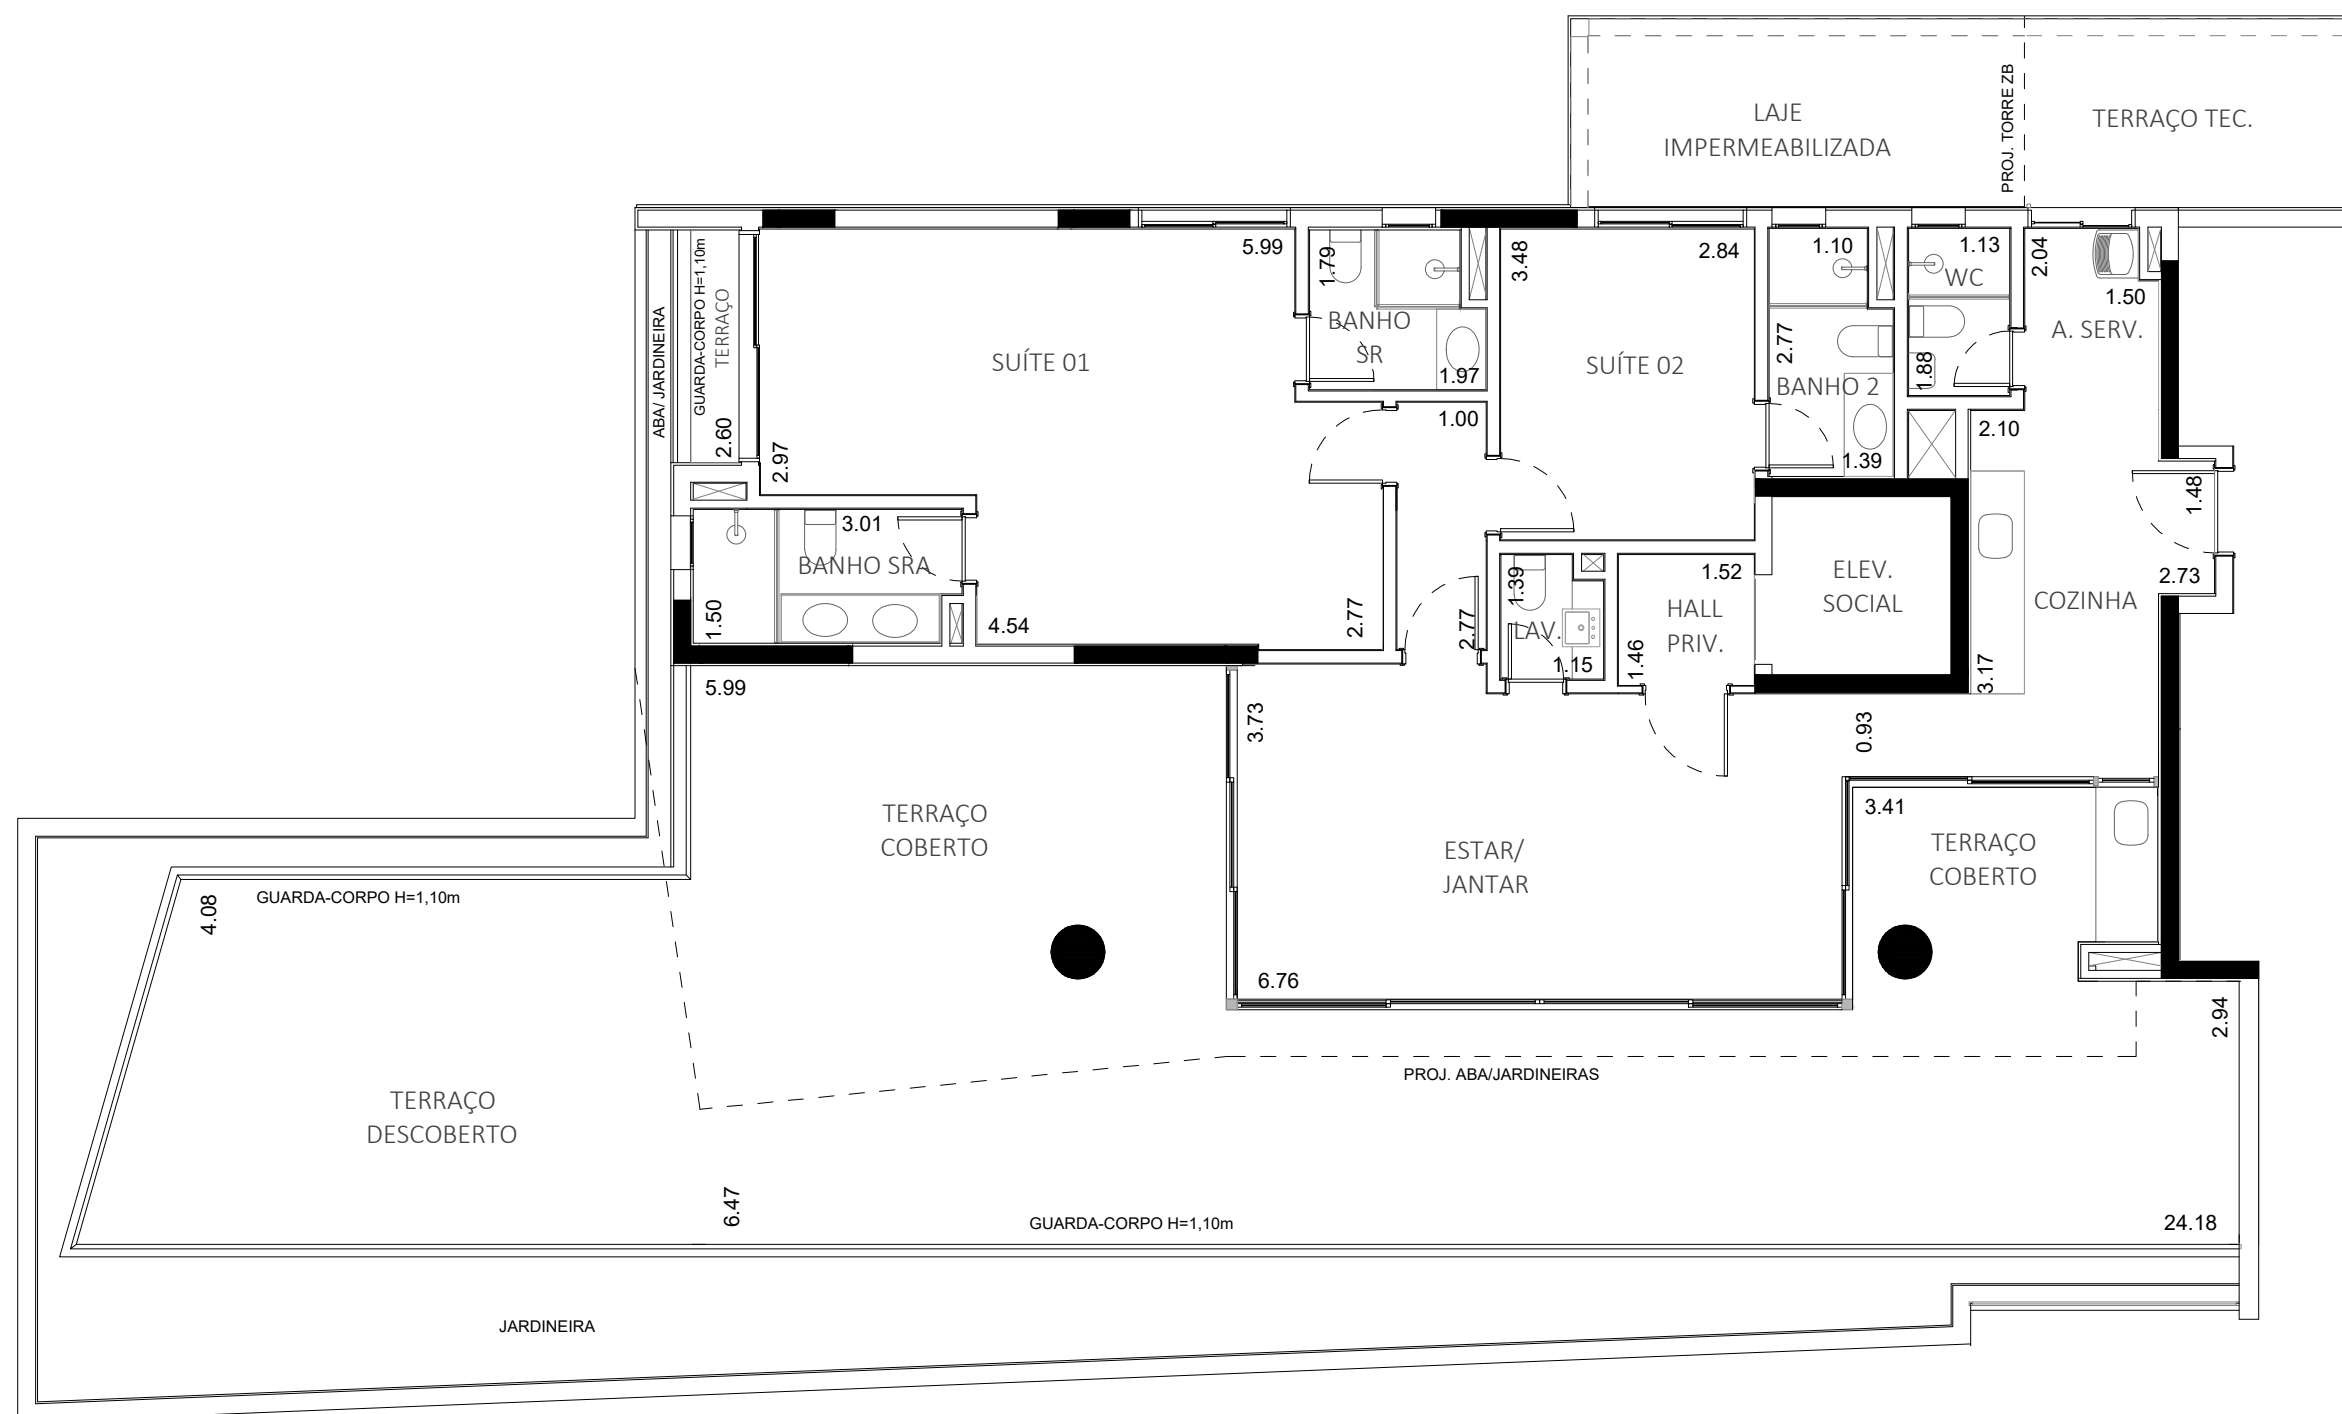 LAJE
IMPERMEABILIZADA
PROJ. TORRE ZB
TERRAÇO TEC.
ABA/ JARDINEIRA
GUARDA-CORPO H=1,10m
TERRAÇO
2.60
2.97
5.99
SUÍTE 01
1.79
BANHO
SR
1.97
1.00
3.48
2.84
SUÍTE 02
1.10
2.77
BANHO 2
1.39
1.13
WC
1.88
2.04
1.50
A. SERV.
2.10
1.48
2.73
COZINHA
3.17
3.01
BANHO SRA
1.50
4.54
2.77
2.77
1.39
LAV.
1.15
1.52
HALL
PRIV.
1.46
ELEV.
SOCIAL
5.99
3.73
0.93
TERRAÇO
COBERTO
ESTAR/
JANTAR
6.76
3.41
TERRAÇO
COBERTO
4.08
GUARDA-CORPO H=1,10m
2.94
PROJ. ABA/JARDINEIRAS
TERRAÇO
DESCOBERTO
6.47
GUARDA-CORPO H=1,10m
24.18
JARDINEIRA